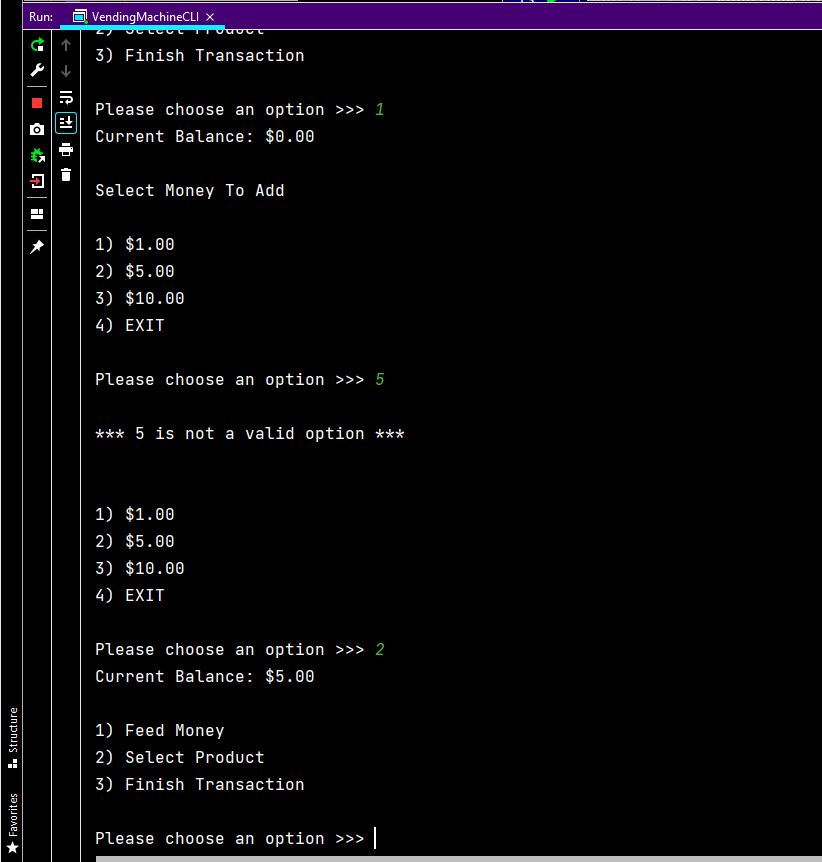 Run: VendingMachineCLI ×
2) Select Product
3) Finish Transaction
Please choose an option >>> 1
Current Balance: $0.00
Select Money To Add
1) $1.00
2) $5.00
3) $10.00
4) EXIT
Please choose an option >>> 5
*** 5 is not a valid option ***
1) $1.00
2) $5.00
3) $10.00
4) EXIT
Please choose an option >>> 2
Current Balance: $5.00
1) Feed Money
2) Select Product
3) Finish Transaction
Please choose an option >>>
Structure
Favorites